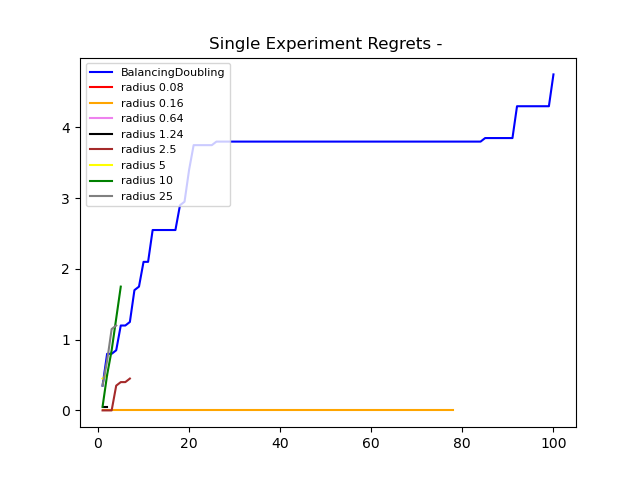 Single Experiment Regrets -
BalancingDoubling
radius 0.08
radius 0.16
radius 0.64
radius 1.24
radius 2.5
radius 5
radius 10
radius 25
4
3
2
1
0
0 20 40 60 80 100